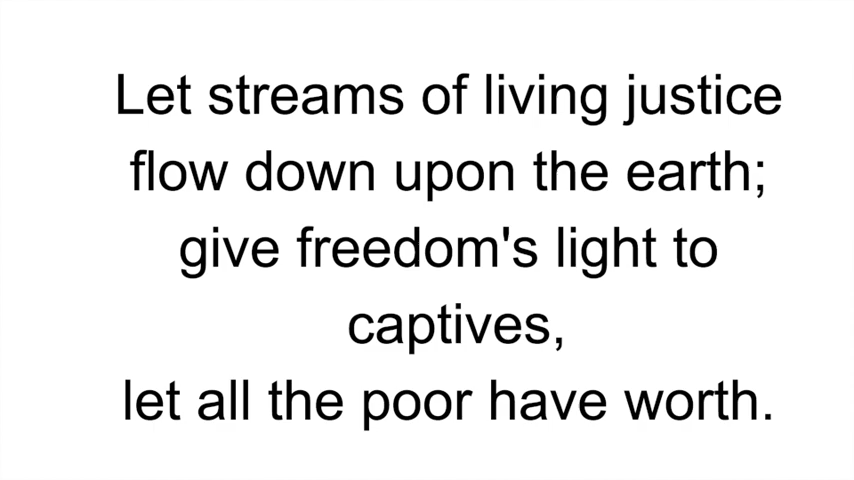 Let streams of living justice
flow down upon the earth;
give freedom's light to
captives,
let all the poor have worth.